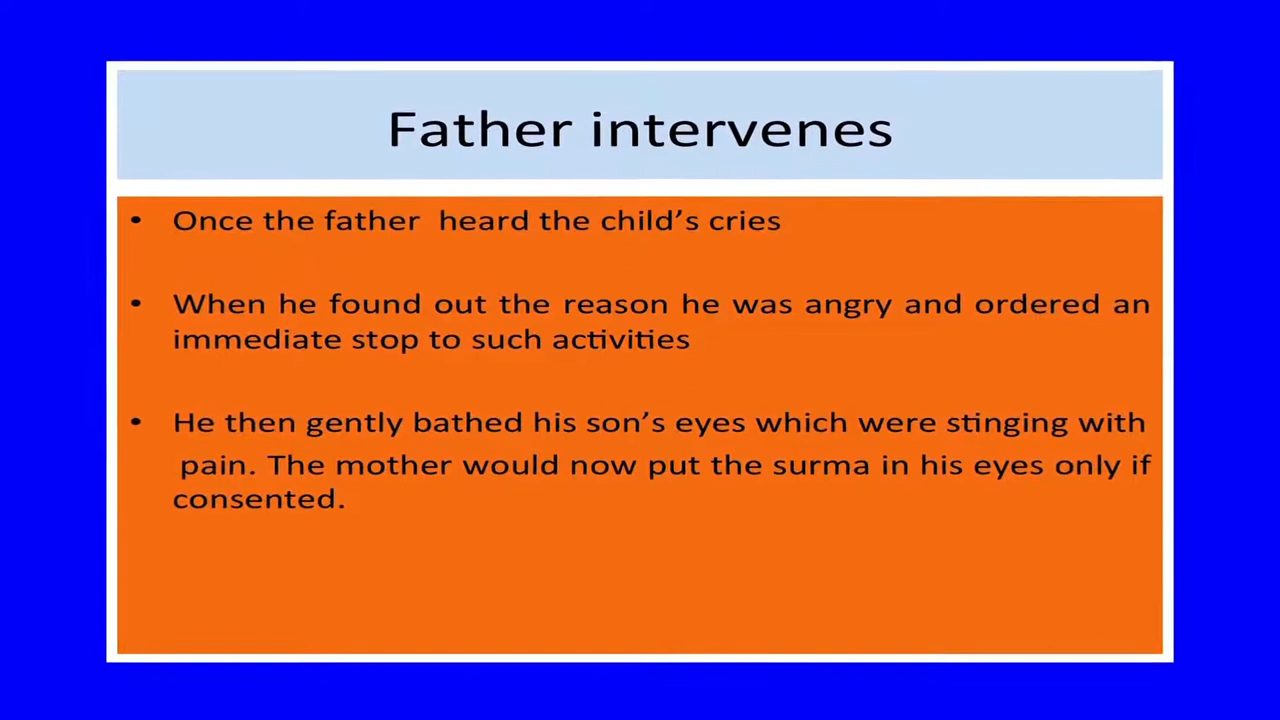 Father intervenes
• Once the father heard the child’s cries
• When he found out the reason he was angry and ordered an
immediate stop to such activities
• He then gently bathed his son’s eyes which were stinging with
pain. The mother would now put the surma in his eyes only if
consented.